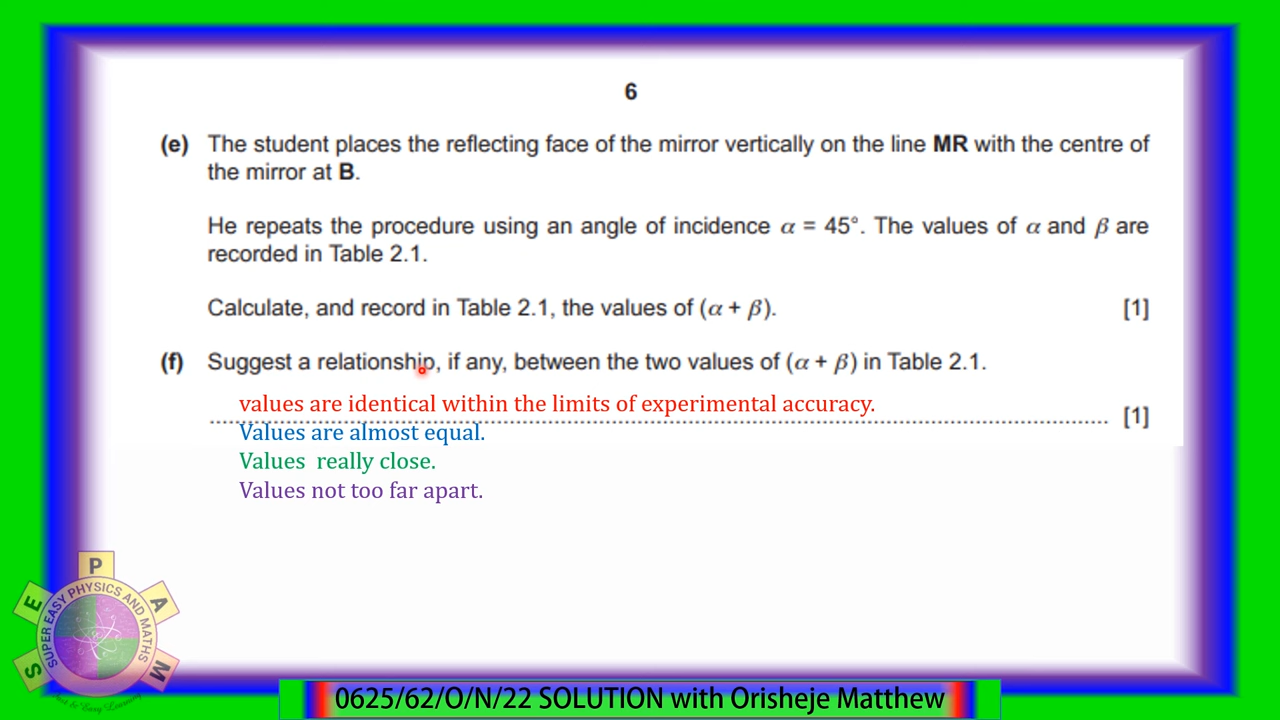 6
(e) The student places the reflecting face of the mirror vertically on the line MR with the centre of
the mirror at B.
He repeats the procedure using an angle of incidence α = 45°. The values of α and β are
recorded in Table 2.1.
Calculate, and record in Table 2.1, the values of (α + β). [1]
(f) Suggest a relationship, if any, between the two values of (α + β) in Table 2.1.
values are identical within the limits of experimental accuracy.
[1]
Values are almost equal.
Values  really close.
Values not too far apart.
S E P A M
SUPER EASY PHYSICS AND MATHS
& Easy Learning
0625/62/O/N/22 SOLUTION with Orisheje Matthew